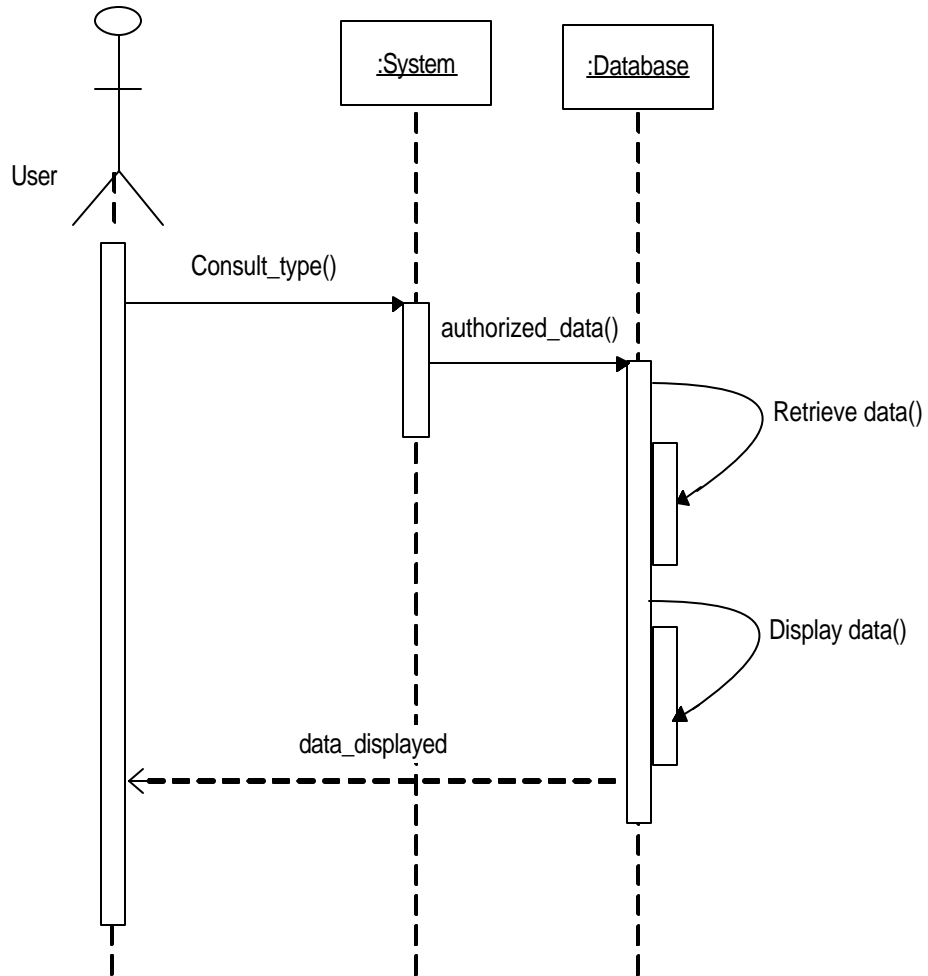 :System
:Database
User
Consult_type()
authorized_data()
Retrieve data()
Display data()
data_displayed